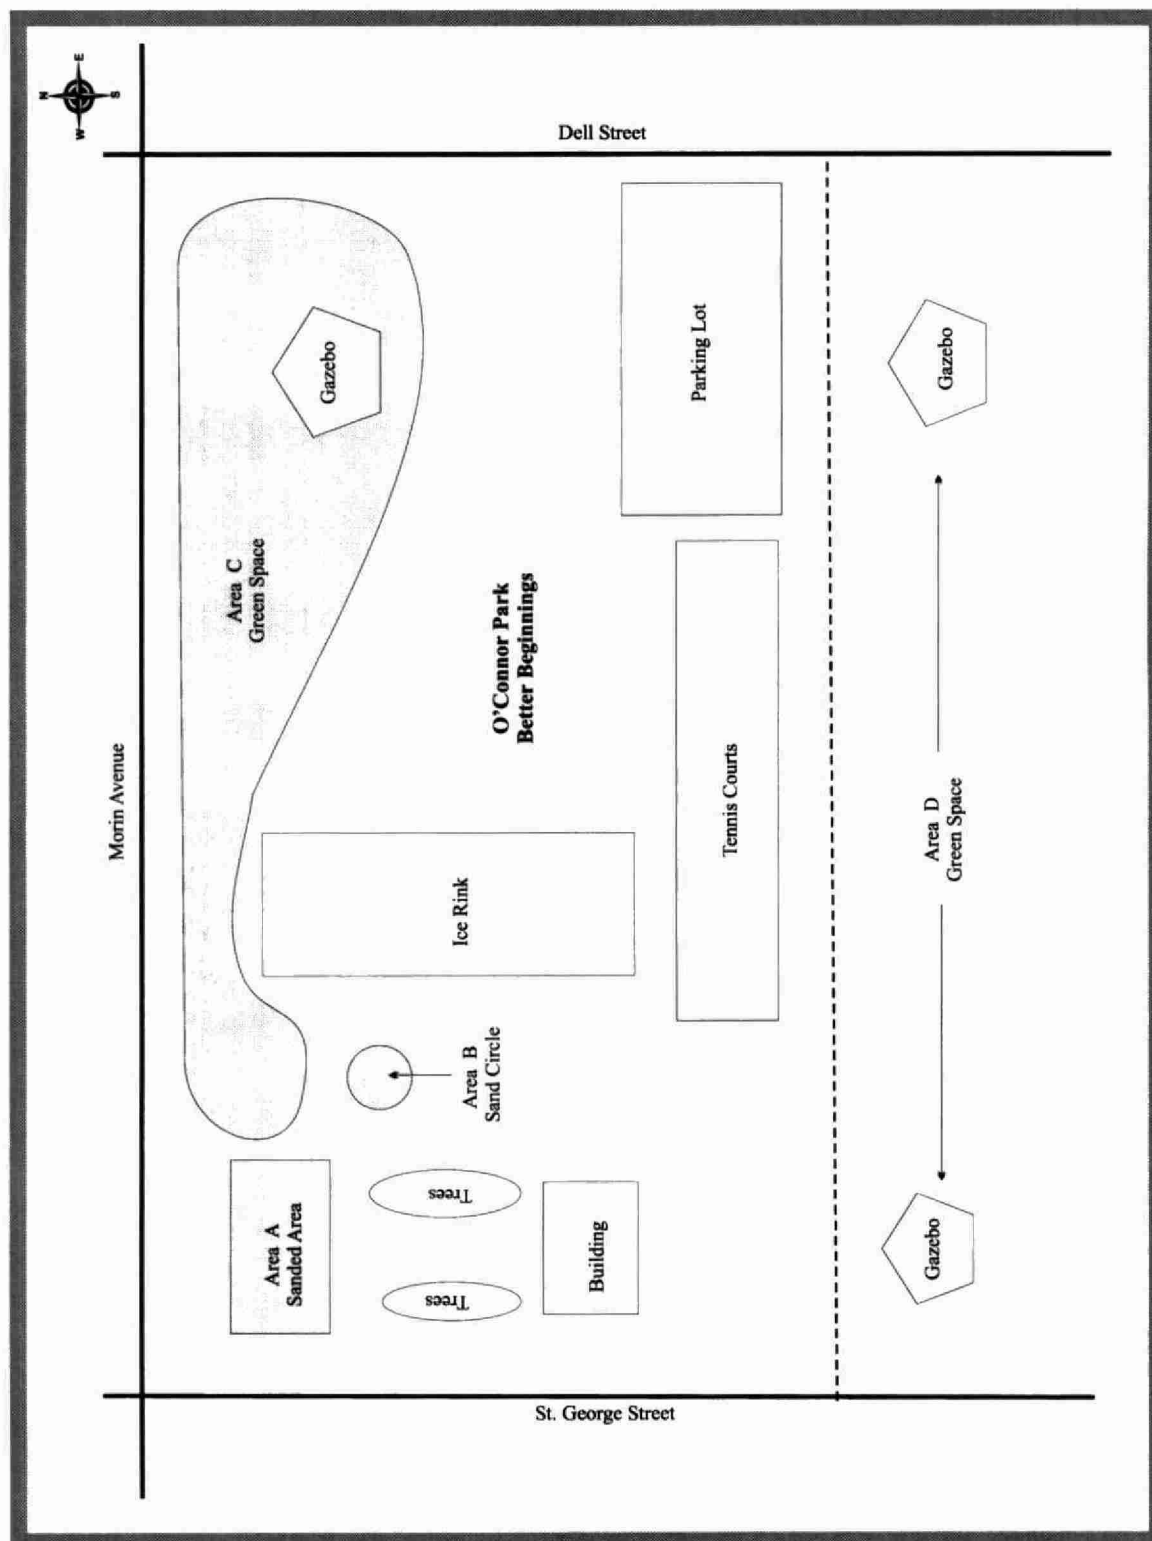 N
E
S
W
Dell Street
Morin Avenue
Area C
Green Space
Gazebo
Parking Lot
Gazebo
O'Connor Park
Better Beginnings
Ice Rink
Tennis Courts
Area D
Green Space
Area B
Sand Circle
Area A
Sanded Area
Trees
Trees
Building
Gazebo
St. George Street